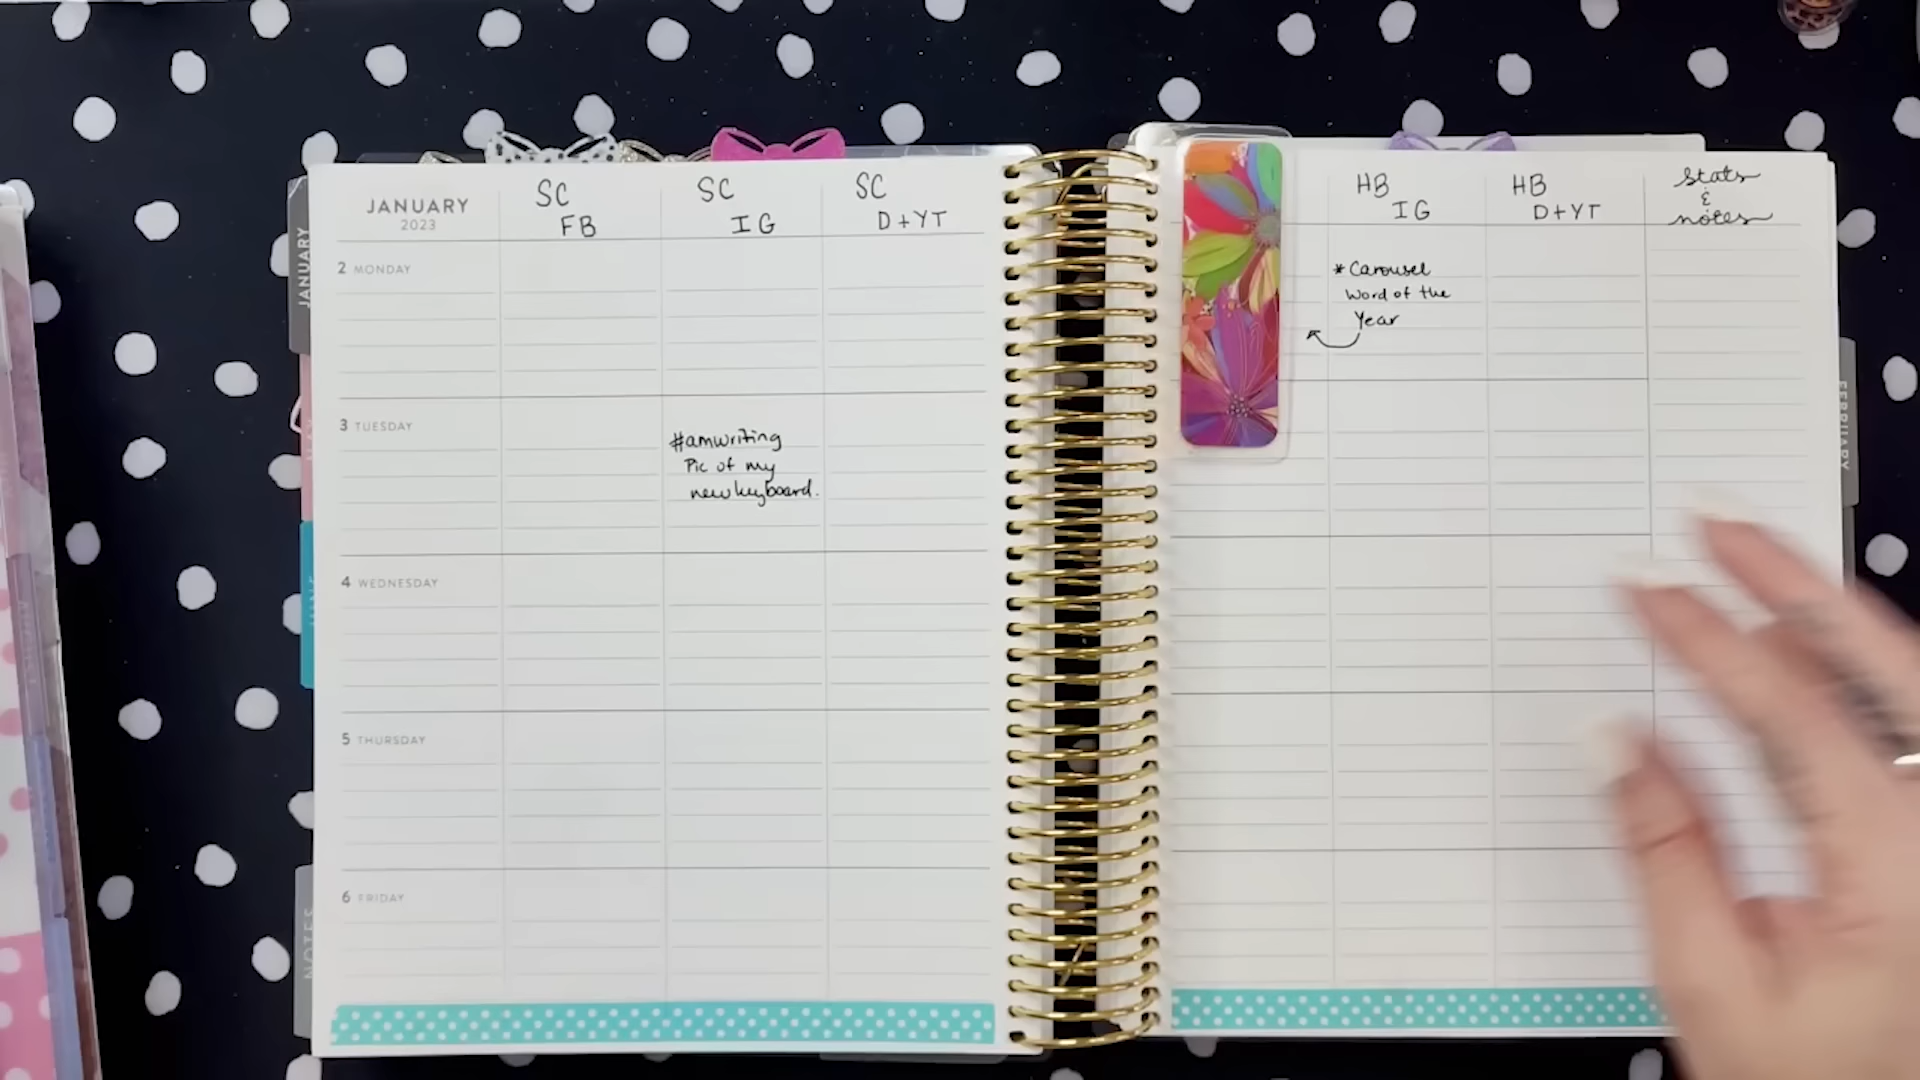 JANUARY
2023
SC
FB
SC
IG
SC
D+YT
2 MONDAY
3 TUESDAY
#amwriting
Pic of my
new keyboard.
4 WEDNESDAY
5 THURSDAY
6 FRIDAY
HB
IG
HB
D+YT
Stats
&
notes
* Carousel
Word of the
Year
JANUARY
NOTES
FEBRUARY